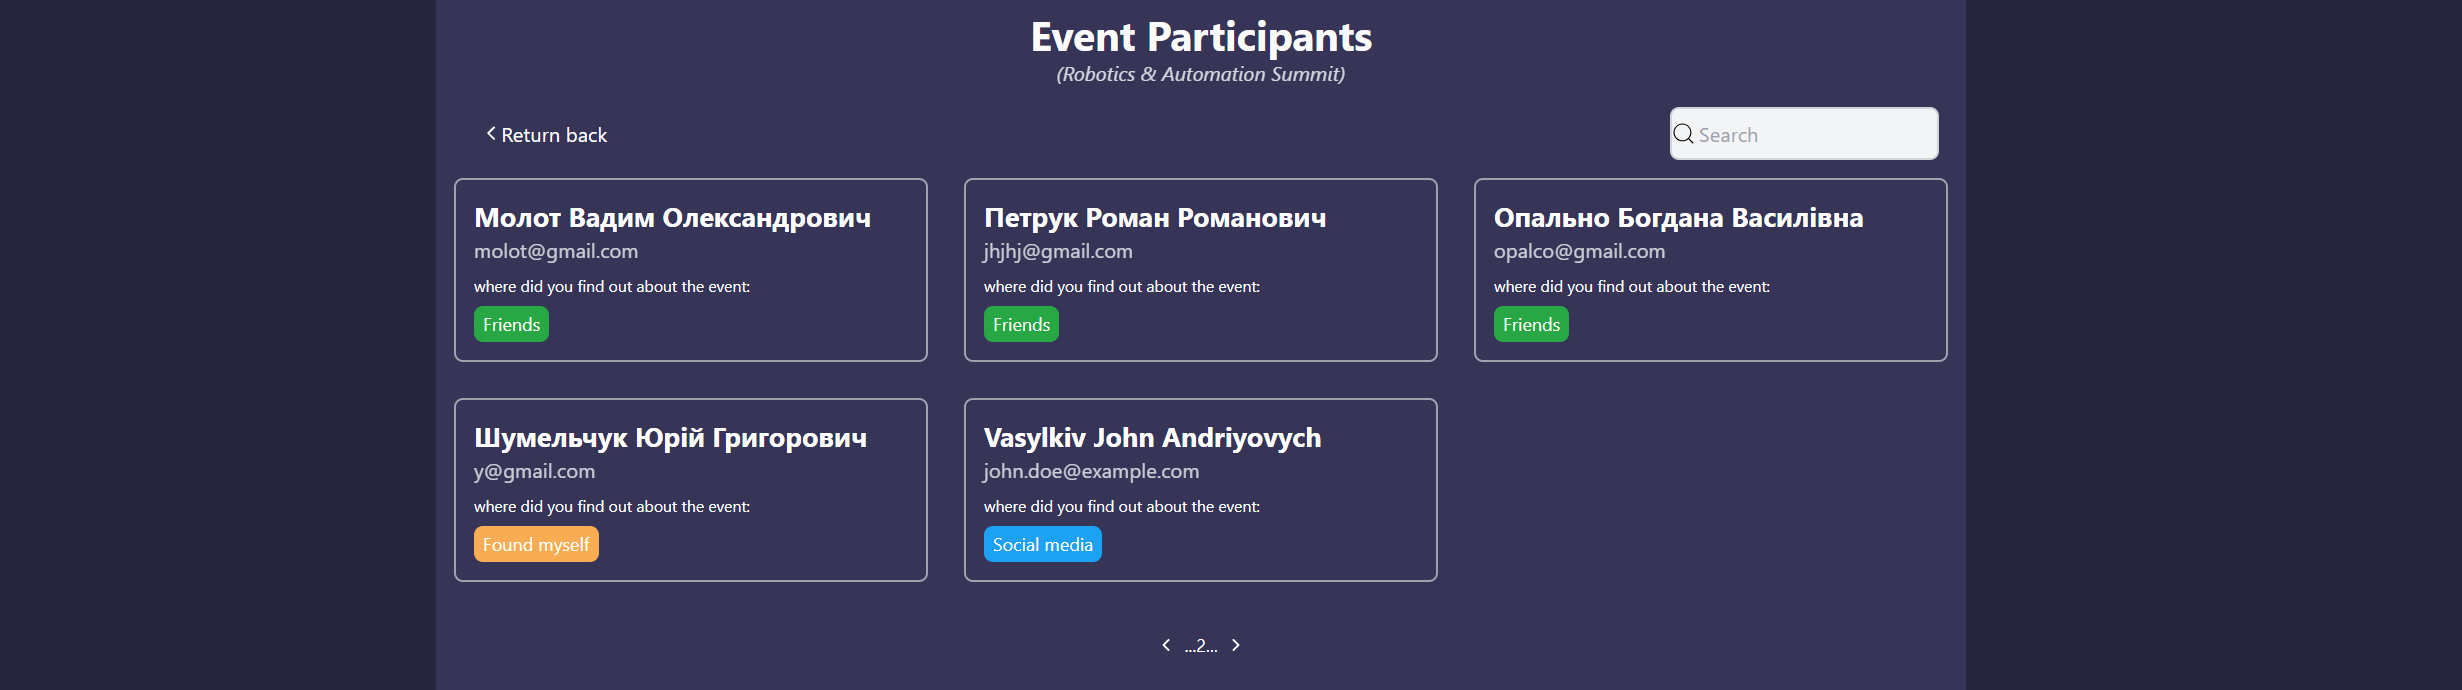 Event Participants
(Robotics & Automation Summit)
Return back
Search
Молот Вадим Олександрович
molot@gmail.com
where did you find out about the event:
Friends
Петрук Роман Романович
jhjhj@gmail.com
where did you find out about the event:
Friends
Опально Богдана Василівна
opalco@gmail.com
where did you find out about the event:
Friends
Шумельчук Юрій Григорович
y@gmail.com
where did you find out about the event:
Found myself
Vasylkiv John Andriyovych
john.doe@example.com
where did you find out about the event:
Social media
...2...